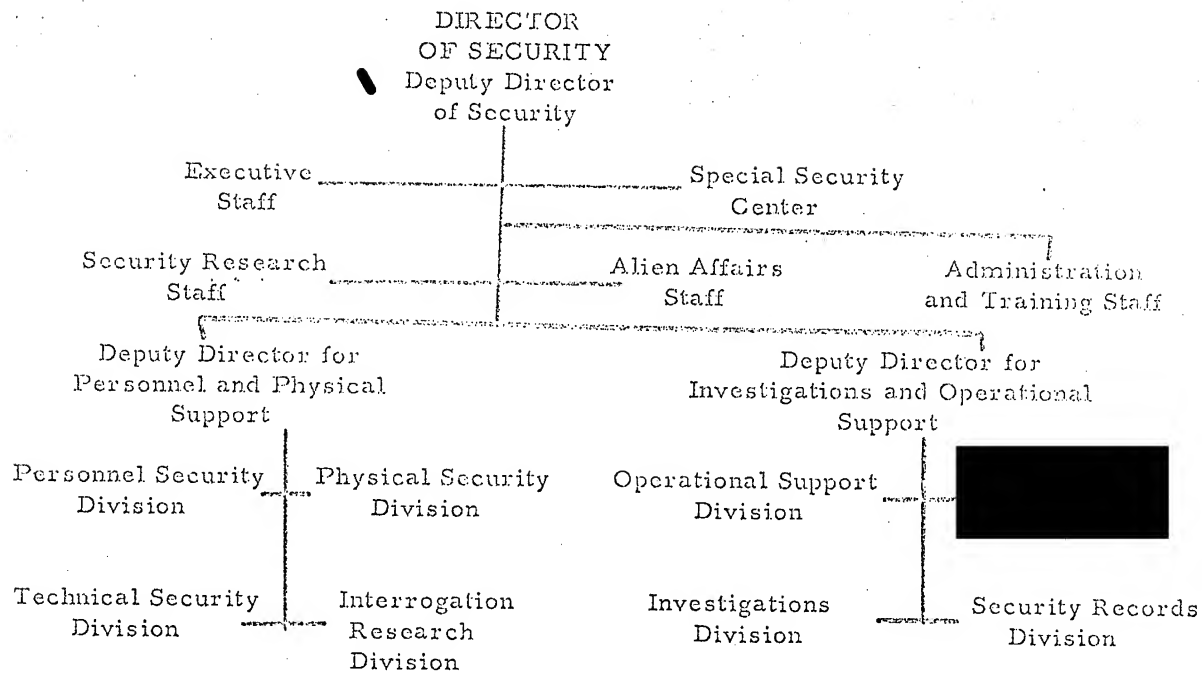 DIRECTOR
OF SECURITY
Deputy Director
of Security
Executive
Staff
Special Security
Center
Security Research
Staff
Alien Affairs
Staff
Administration
and Training Staff
Deputy Director for
Personnel and Physical
Support
Deputy Director for
Investigations and Operational
Support
Personnel Security
Division
Physical Security
Division
Operational Support
Division
Technical Security
Division
Interrogation
Research
Division
Investigations
Division
Security Records
Division